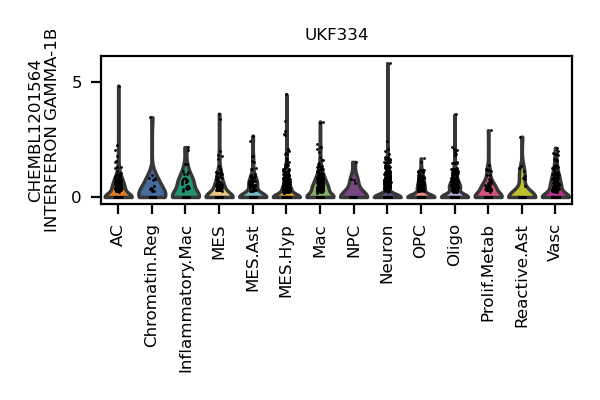 UKF334
CHEMBL1201564
INTERFERON GAMMA-1B
5
0
AC
Chromatin.Reg
Inflammatory.Mac
MES
MES.Ast
MES.Hyp
Mac
NPC
Neuron
OPC
Oligo
Prolif.Metab
Reactive.Ast
Vasc